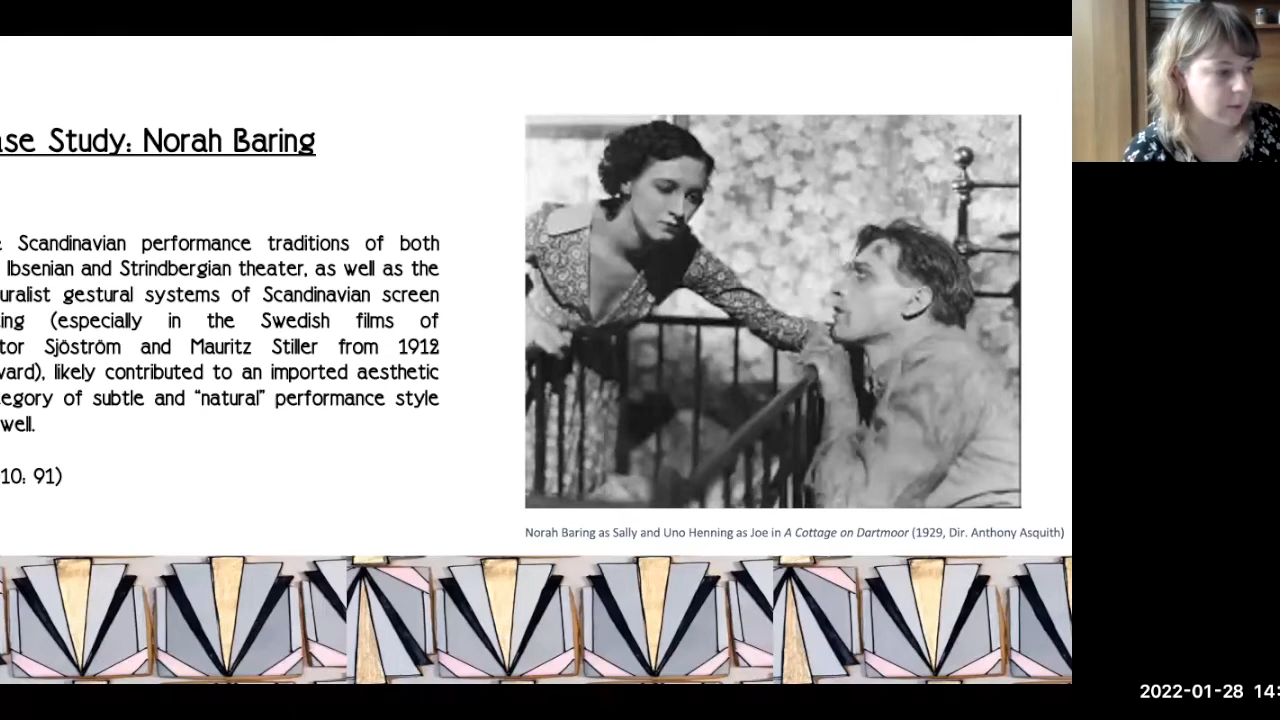 ase Study: Norah Baring
Scandinavian performance traditions of both
Ibsenian and Strindbergian theater, as well as the
uralist gestural systems of Scandinavian screen
ing (especially in the Swedish films of
tor Sjöström and Mauritz Stiller from 1912
vard), likely contributed to an imported aesthetic
egory of subtle and “natural” performance style
well.
10: 91)
Norah Baring as Sally and Uno Henning as Joe in A Cottage on Dartmoor (1929, Dir. Anthony Asquith)
2022-01-28 14: